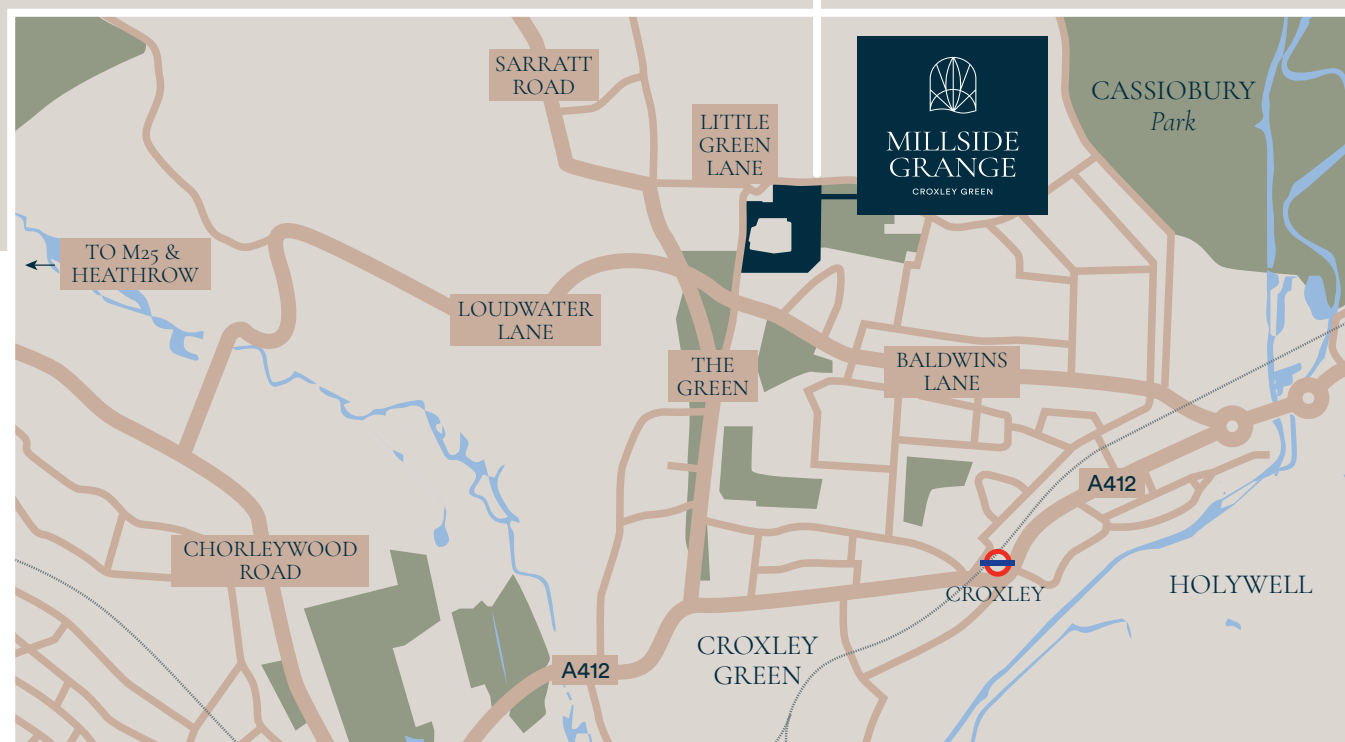 SARRATT
ROAD
LITTLE
GREEN
LANE
MILLSIDE
GRANGE
CROXLEY GREEN
CASSIOBURY
Park
TO M25 &
HEATHROW
LOUDWATER
LANE
THE
GREEN
BALDWINS
LANE
A412
CHORLEYWOOD
ROAD
CROXLEY
HOLYWELL
CROXLEY
GREEN
A412